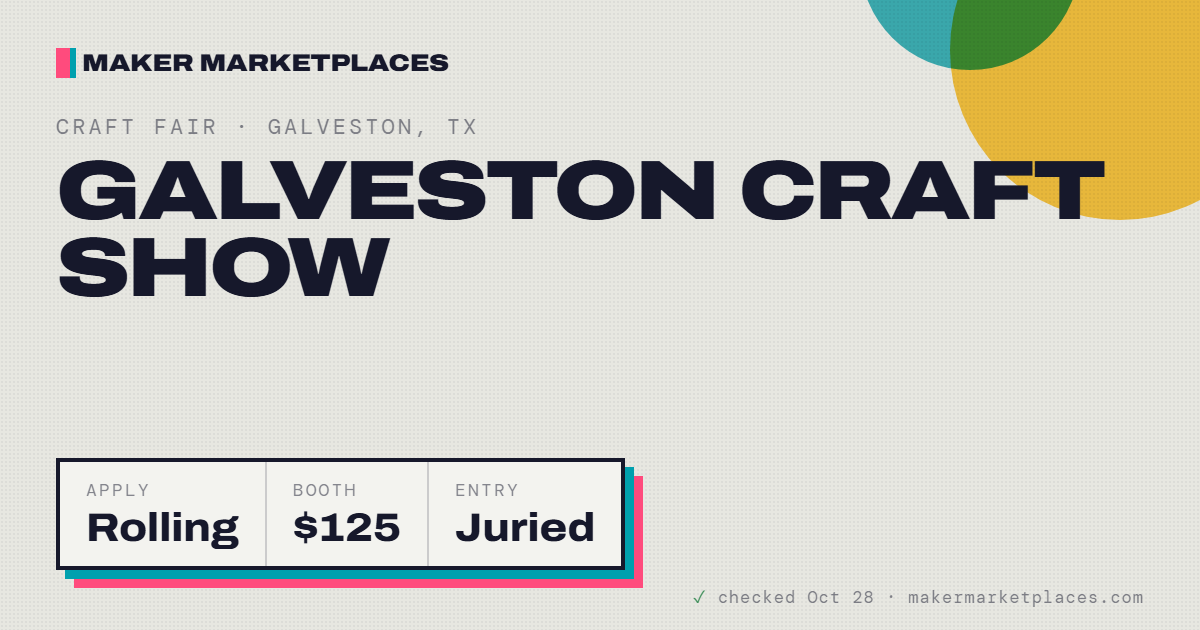 MAKER MARKETPLACES
CRAFT FAIR · GALVESTON, TX
GALVESTON CRAFT
SHOW
APPLY BOOTH ENTRY
Rolling $125 Juried
✓ checked Oct 28 · makermarketplaces.com